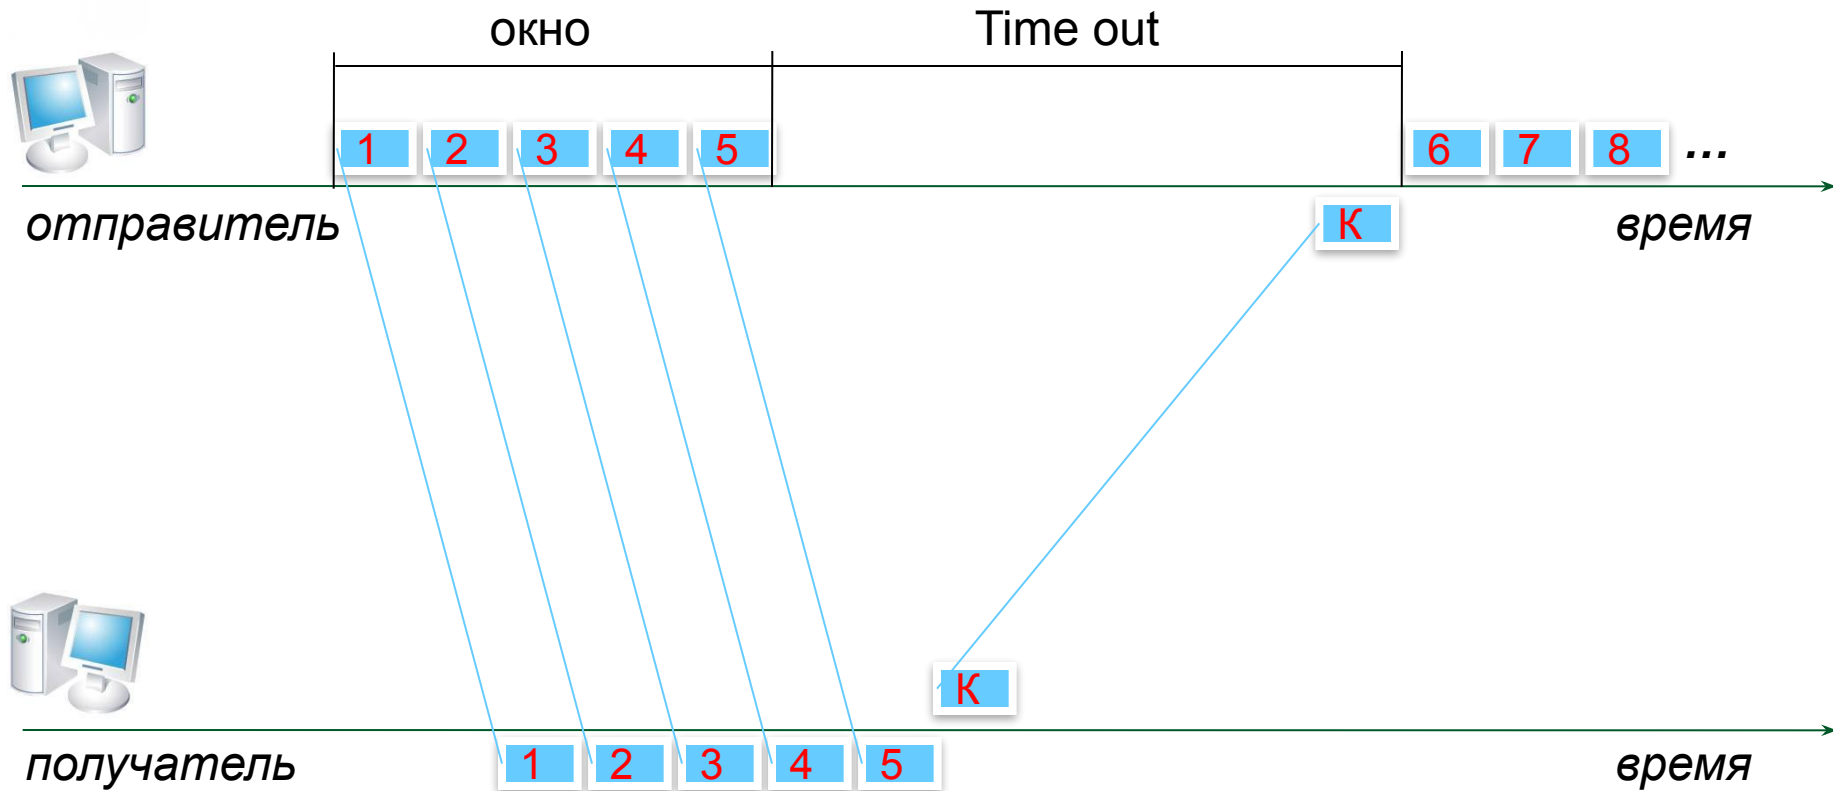 окно Time out
1 2 3 4 5 6 7 8 ...
отправитель К время
К
получатель 1 2 3 4 5 время